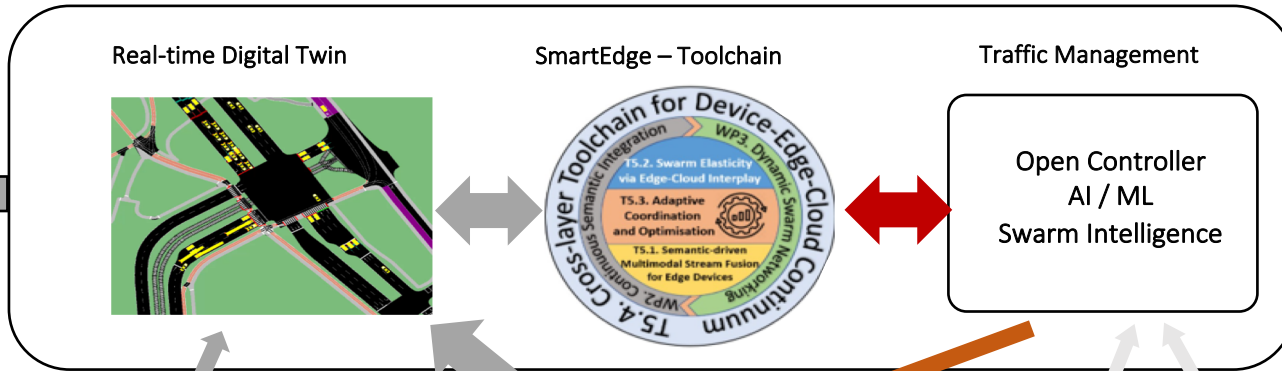 Real-time Digital Twin
SmartEdge – Toolchain
Traffic Management
T5.4. Cross-layer Toolchain for Device-Edge-Cloud Continuum
WP2. Continuous Semantic Integration
WP3. Dynamic Swarm Networking
T5.2. Swarm Elasticity
via Edge-Cloud Interplay
T5.3. Adaptive
Coordination
and Optimisation
T5.1. Semantic-driven
Multimodal Stream Fusion
for Edge Devices
Open Controller
AI / ML
Swarm Intelligence